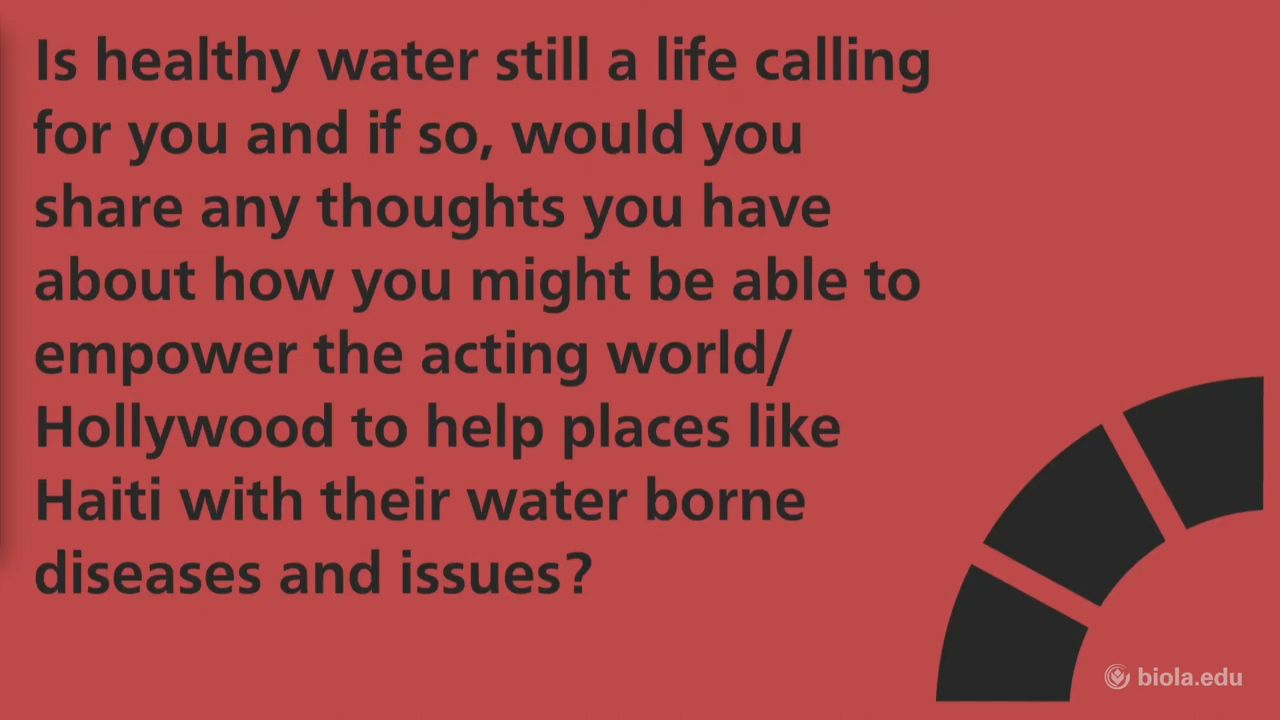 Is healthy water still a life calling
for you and if so, would you
share any thoughts you have
about how you might be able to
empower the acting world/
Hollywood to help places like
Haiti with their water borne
diseases and issues?
biola.edu